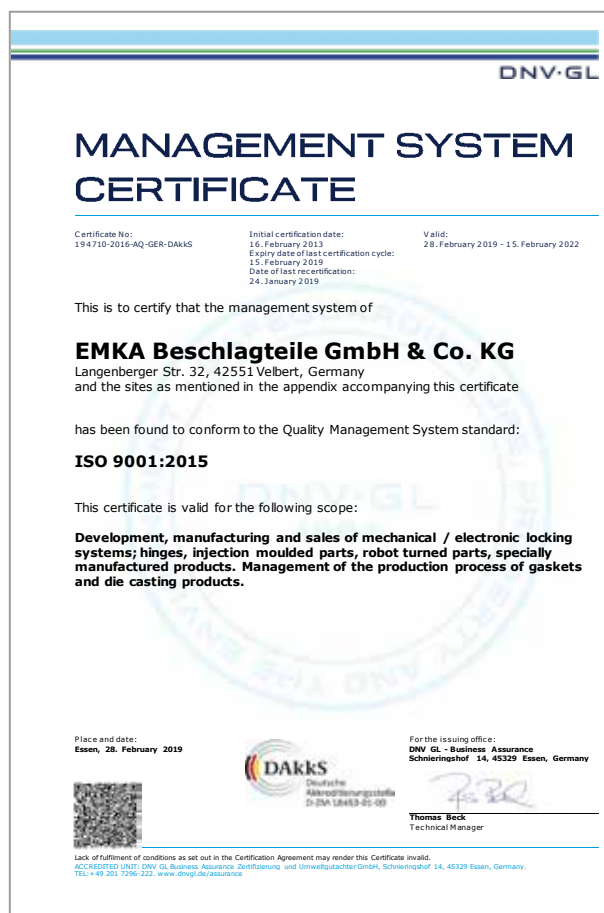 DNV·GL
MANAGEMENT SYSTEM
CERTIFICATE
Certificate No:
194710-2016-AQ-GER-DAkkS
Initial certification date:
16. February 2013
Expiry date of last certification cycle:
15. February 2019
Date of last recertification:
24. January 2019
Valid:
28. February 2019 - 15. February 2022
This is to certify that the management system of
EMKA Beschlagteile GmbH & Co. KG
Langenberger Str. 32, 42551 Velbert, Germany
and the sites as mentioned in the appendix accompanying this certificate
has been found to conform to the Quality Management System standard:
ISO 9001:2015
This certificate is valid for the following scope:
Development, manufacturing and sales of mechanical / electronic locking
systems; hinges, injection moulded parts, robot turned parts, specially
manufactured products. Management of the production process of gaskets
and die casting products.
Place and date:
Essen, 28. February 2019
DAkkS
Deutsche
Akkreditierungsstelle
For the issuing office:
DNV GL - Business Assurance
Schnieringshof 14, 45329 Essen, Germany
Thomas Beck
Technical Manager
Lack of fulfilment of conditions as set out in the Certification Agreement may render this Certificate invalid.
ACCREDITED UNIT: DNV GL Business Assurance Zertifizierung und Umweltgutachter GmbH, Schnieringshof 14, 45329 Essen, Germany.
TEL: +49 201 7296-222. www.dnvgl.de/assurance